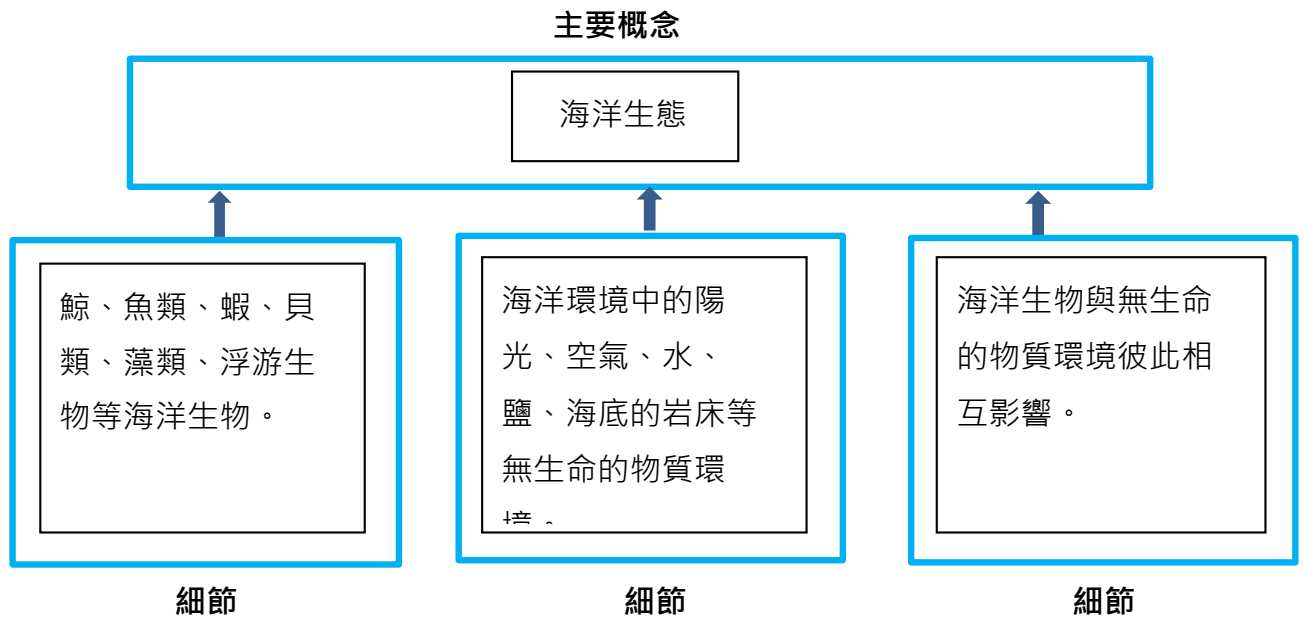 主要概念
海洋生態
鯨、魚類、蝦、貝
類、藻類、浮游生
物等海洋生物。
海洋環境中的陽
光、空氣、水、
鹽、海底的岩床等
無生命的物質環
境。
海洋生物與無生命
的物質環境彼此相
互影響。
細節
細節
細節